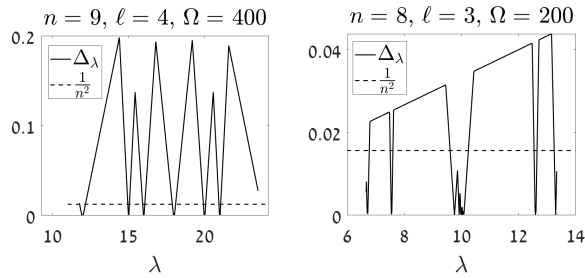 n = 9, ℓ = 4, Ω = 400
0.2
0.1
0
Δ_λ
1/n²
10 15 20
λ
n = 8, ℓ = 3, Ω = 200
0.04
0.02
0
Δ_λ
1/n²
6 8 10 12 14
λ